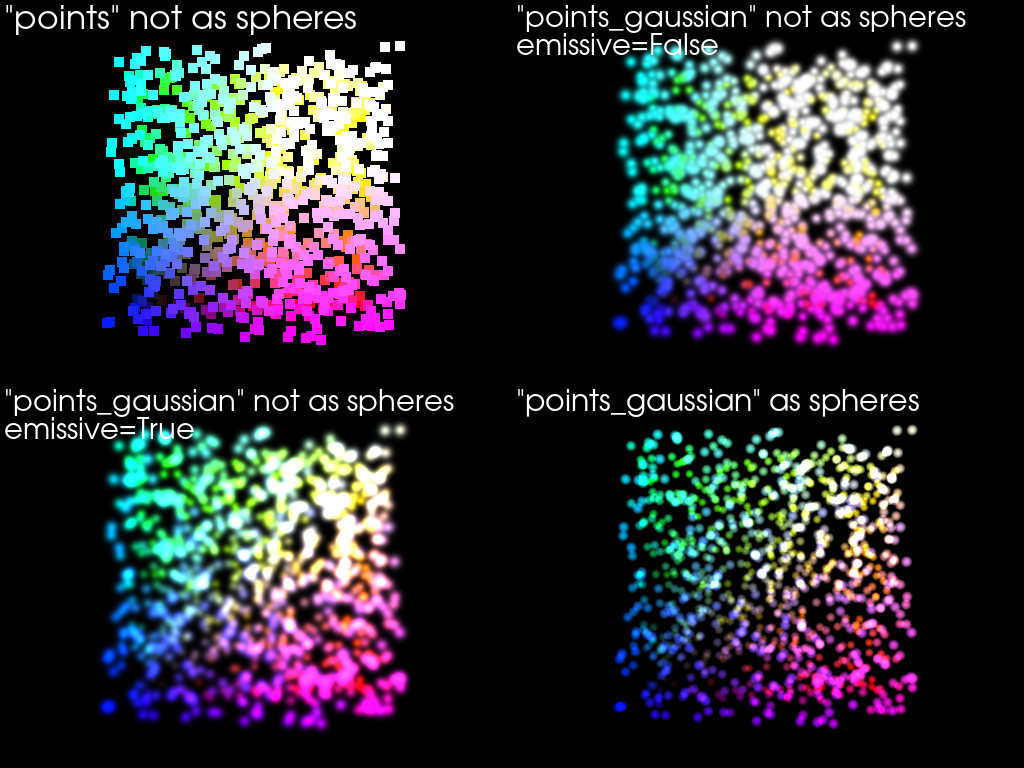 "points" not as spheres
"points_gaussian" not as spheres
emissive=False
"points_gaussian" not as spheres
emissive=True
"points_gaussian" as spheres